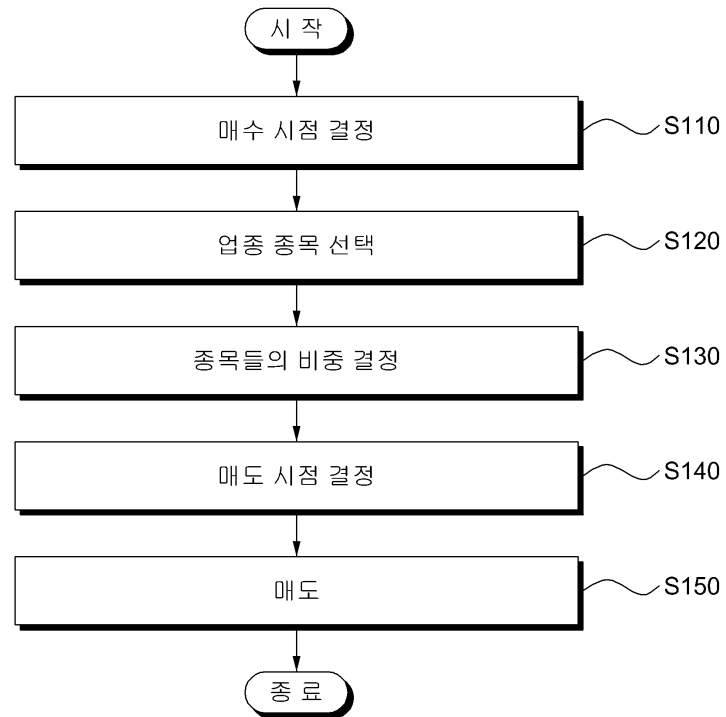 시 작
매수 시점 결정 S110
업종 종목 선택 S120
종목들의 비중 결정 S130
매도 시점 결정 S140
매도 S150
종 료